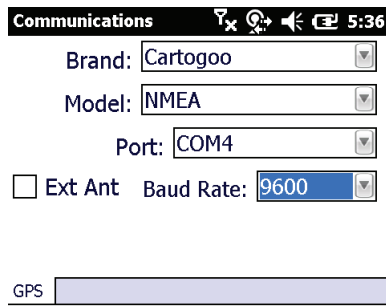 Communications 5:36
Brand: Cartogoo
Model: NMEA
Port: COM4
Ext Ant Baud Rate: 9600
GPS